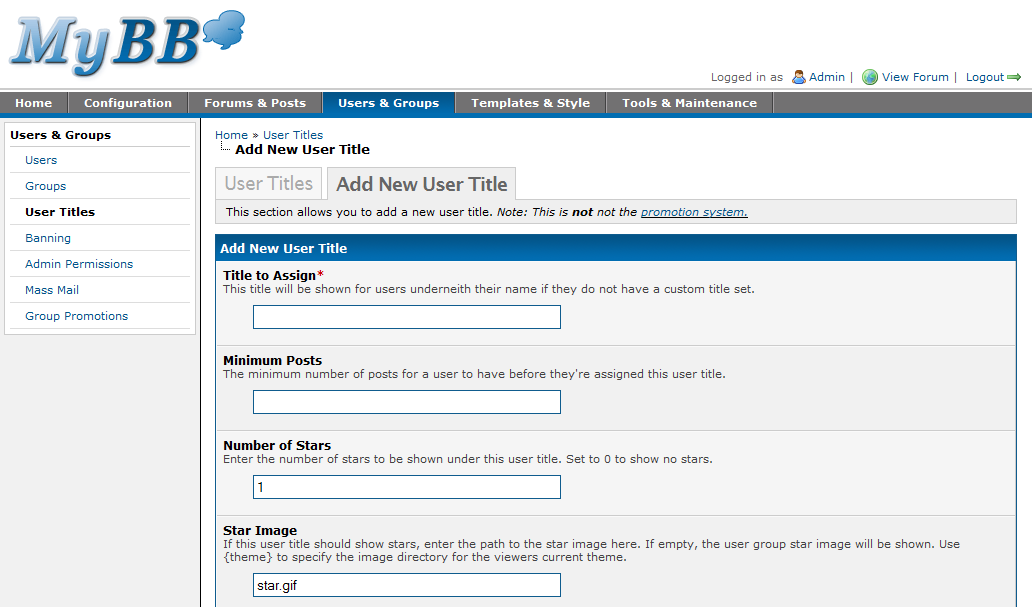 MyBB
Logged in as Admin | View Forum | Logout
Home Configuration Forums & Posts Users & Groups Templates & Style Tools & Maintenance
Users & Groups
Users
Groups
User Titles
Banning
Admin Permissions
Mass Mail
Group Promotions
Home » User Titles
Add New User Title
User Titles Add New User Title
This section allows you to add a new user title. Note: This is not not the promotion system.
Add New User Title
Title to Assign*
This title will be shown for users underneith their name if they do not have a custom title set.
Minimum Posts
The minimum number of posts for a user to have before they're assigned this user title.
Number of Stars
Enter the number of stars to be shown under this user title. Set to 0 to show no stars.
1
Star Image
If this user title should show stars, enter the path to the star image here. If empty, the user group star image will be shown. Use
{theme} to specify the image directory for the viewers current theme.
star.gif